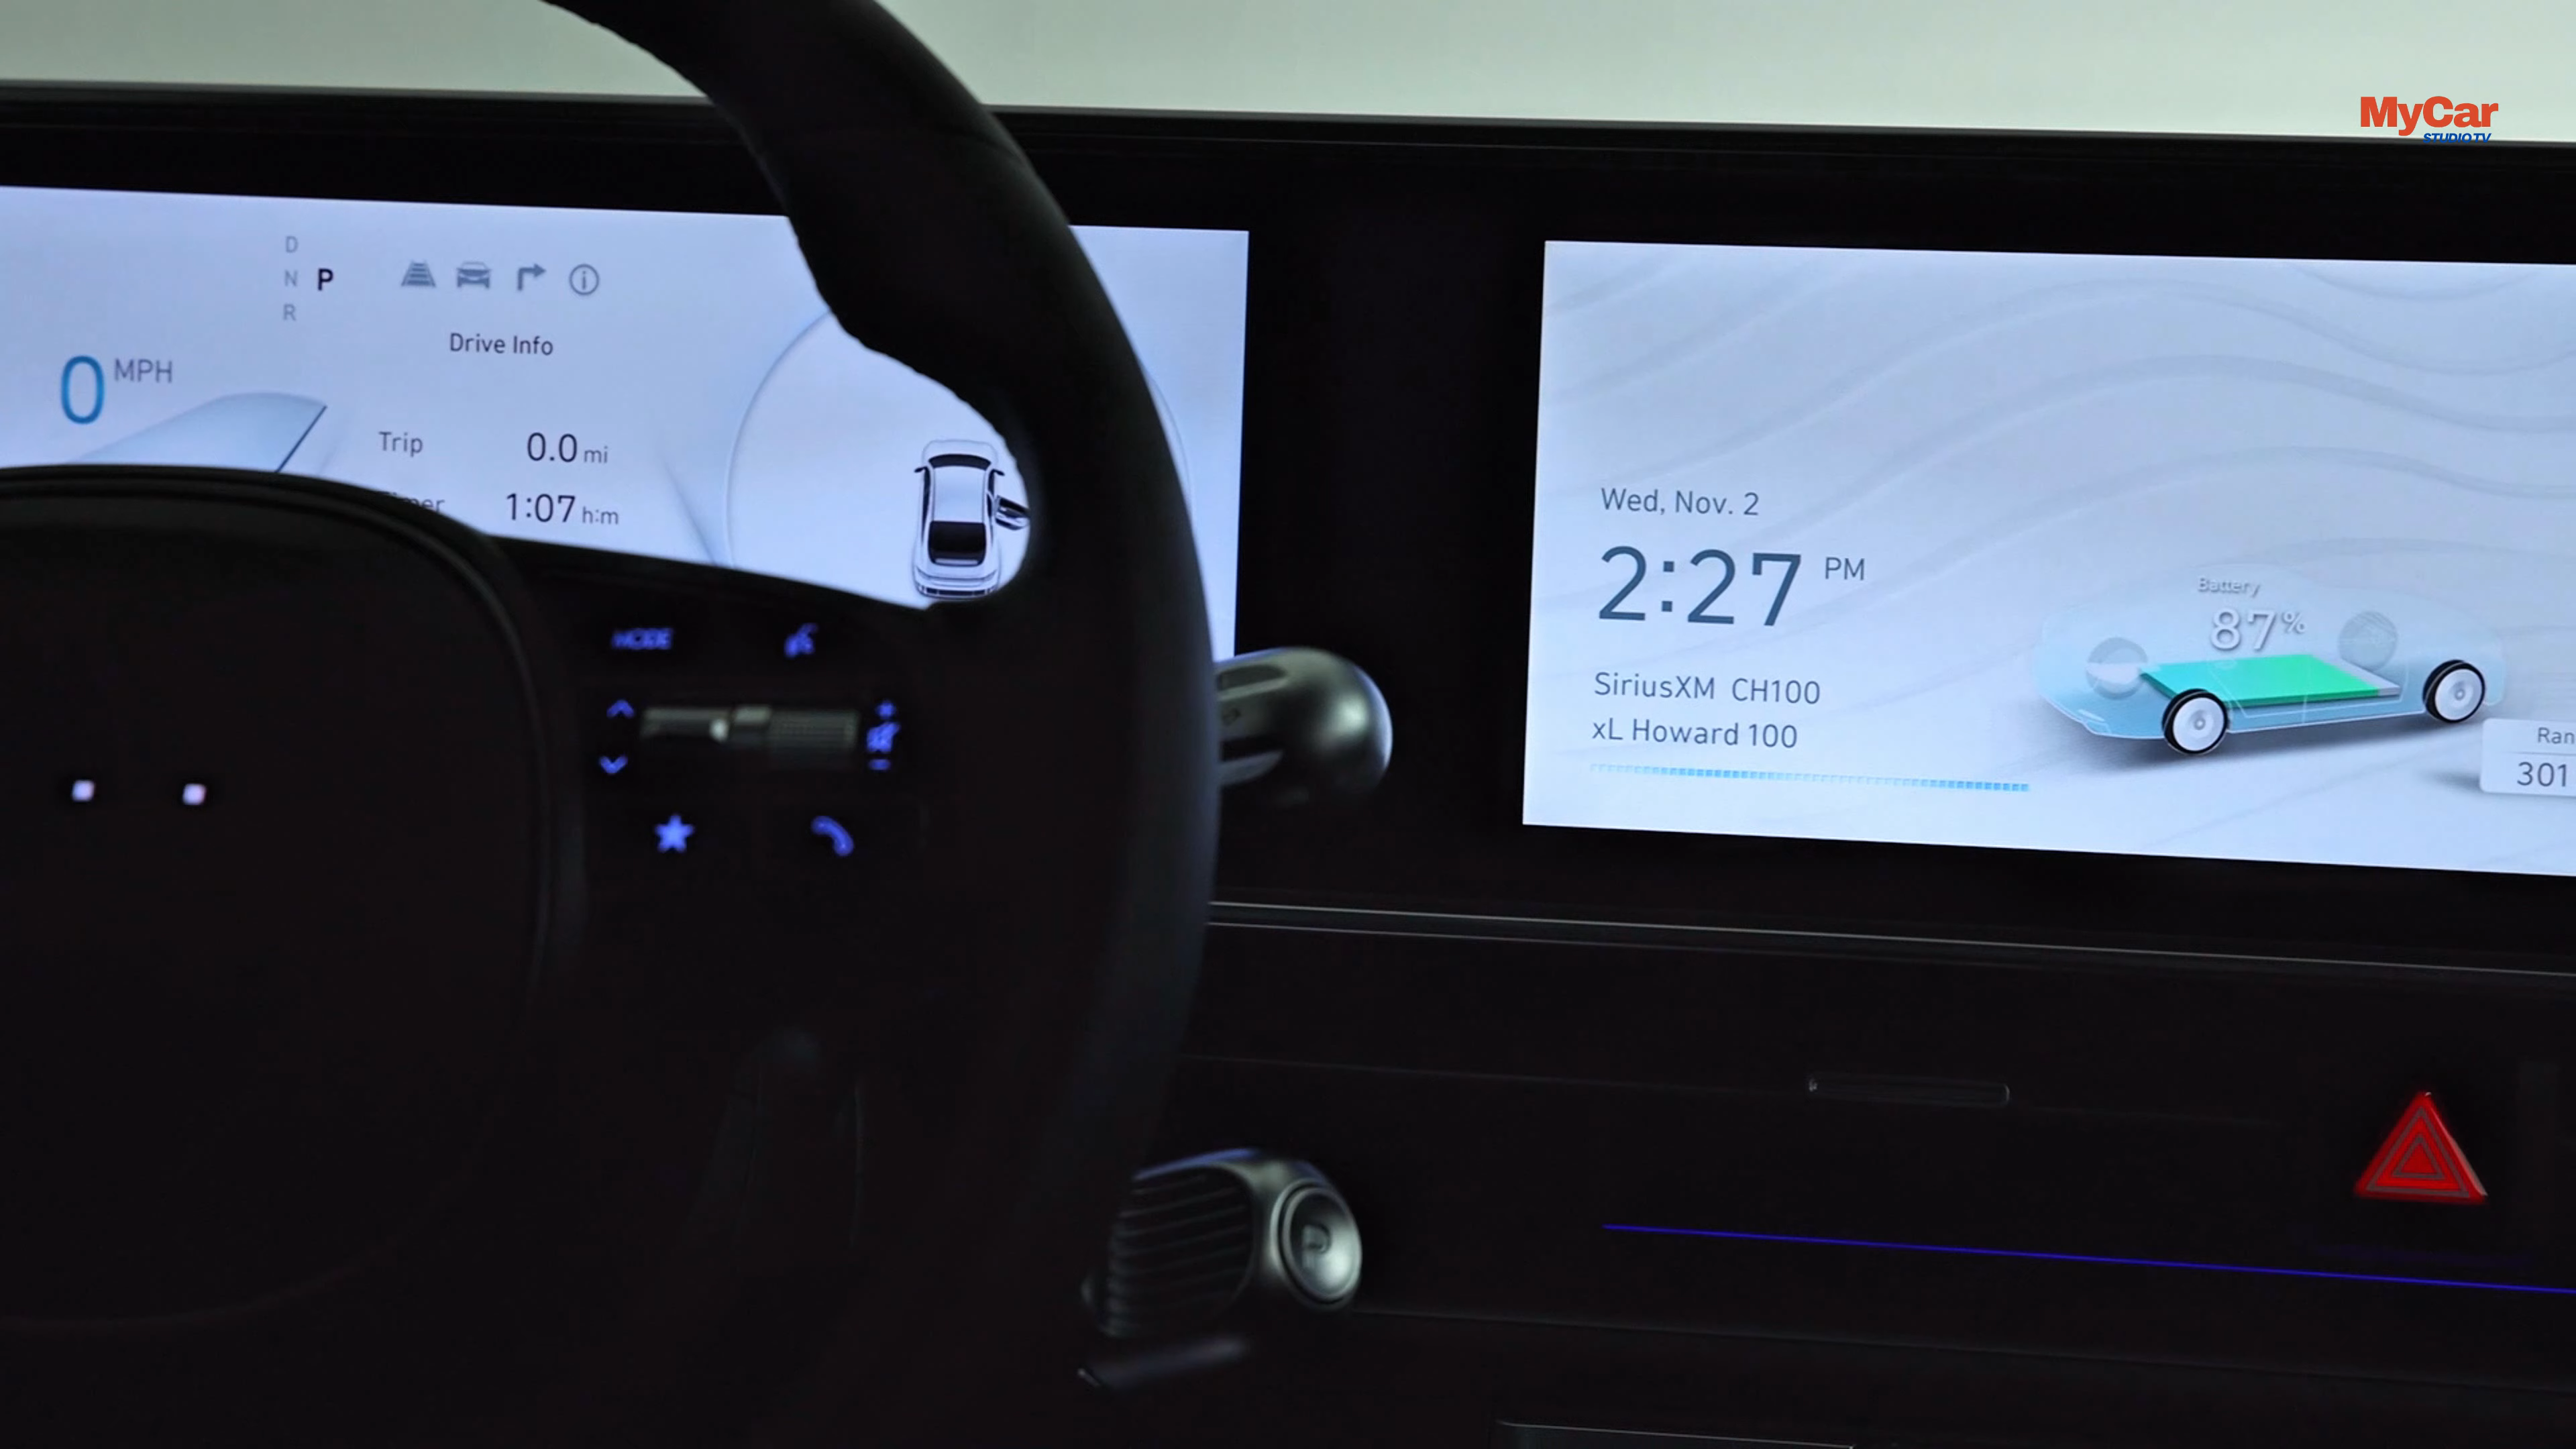 MyCar
STUDIOTV
D
N P
R
0 MPH
Drive Info
Trip 0.0 mi
1:07 h:m
Wed, Nov. 2
2:27 PM
SiriusXM CH100
xL Howard 100
Battery
87%
301
MODE
P